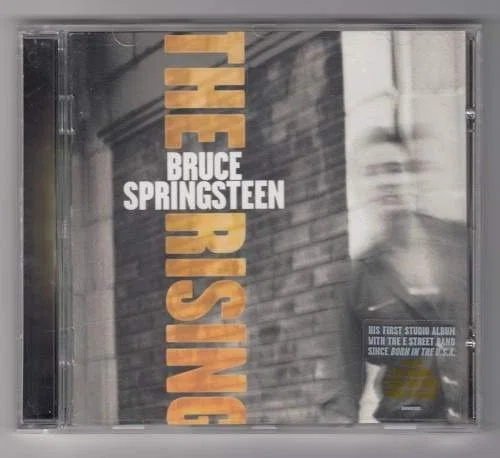 THE RISING
BRUCE
SPRINGSTEEN
HIS FIRST STUDIO ALBUM
WITH THE E STREET BAND
SINCE BORN IN THE U.S.A.